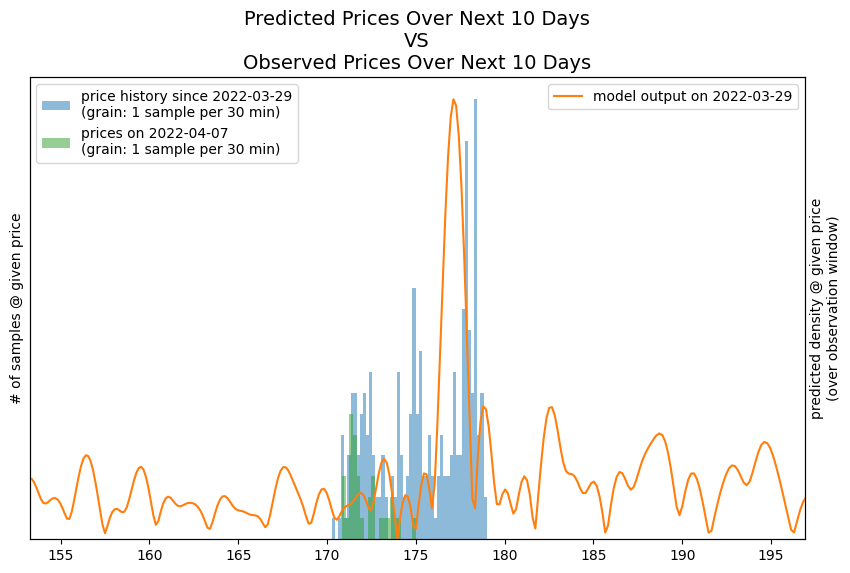 Predicted Prices Over Next 10 Days
VS
Observed Prices Over Next 10 Days
price history since 2022-03-29
(grain: 1 sample per 30 min)
prices on 2022-04-07
(grain: 1 sample per 30 min)
model output on 2022-03-29
# of samples @ given price
predicted density @ given price
(over observation window)
155 160 165 170 175 180 185 190 195